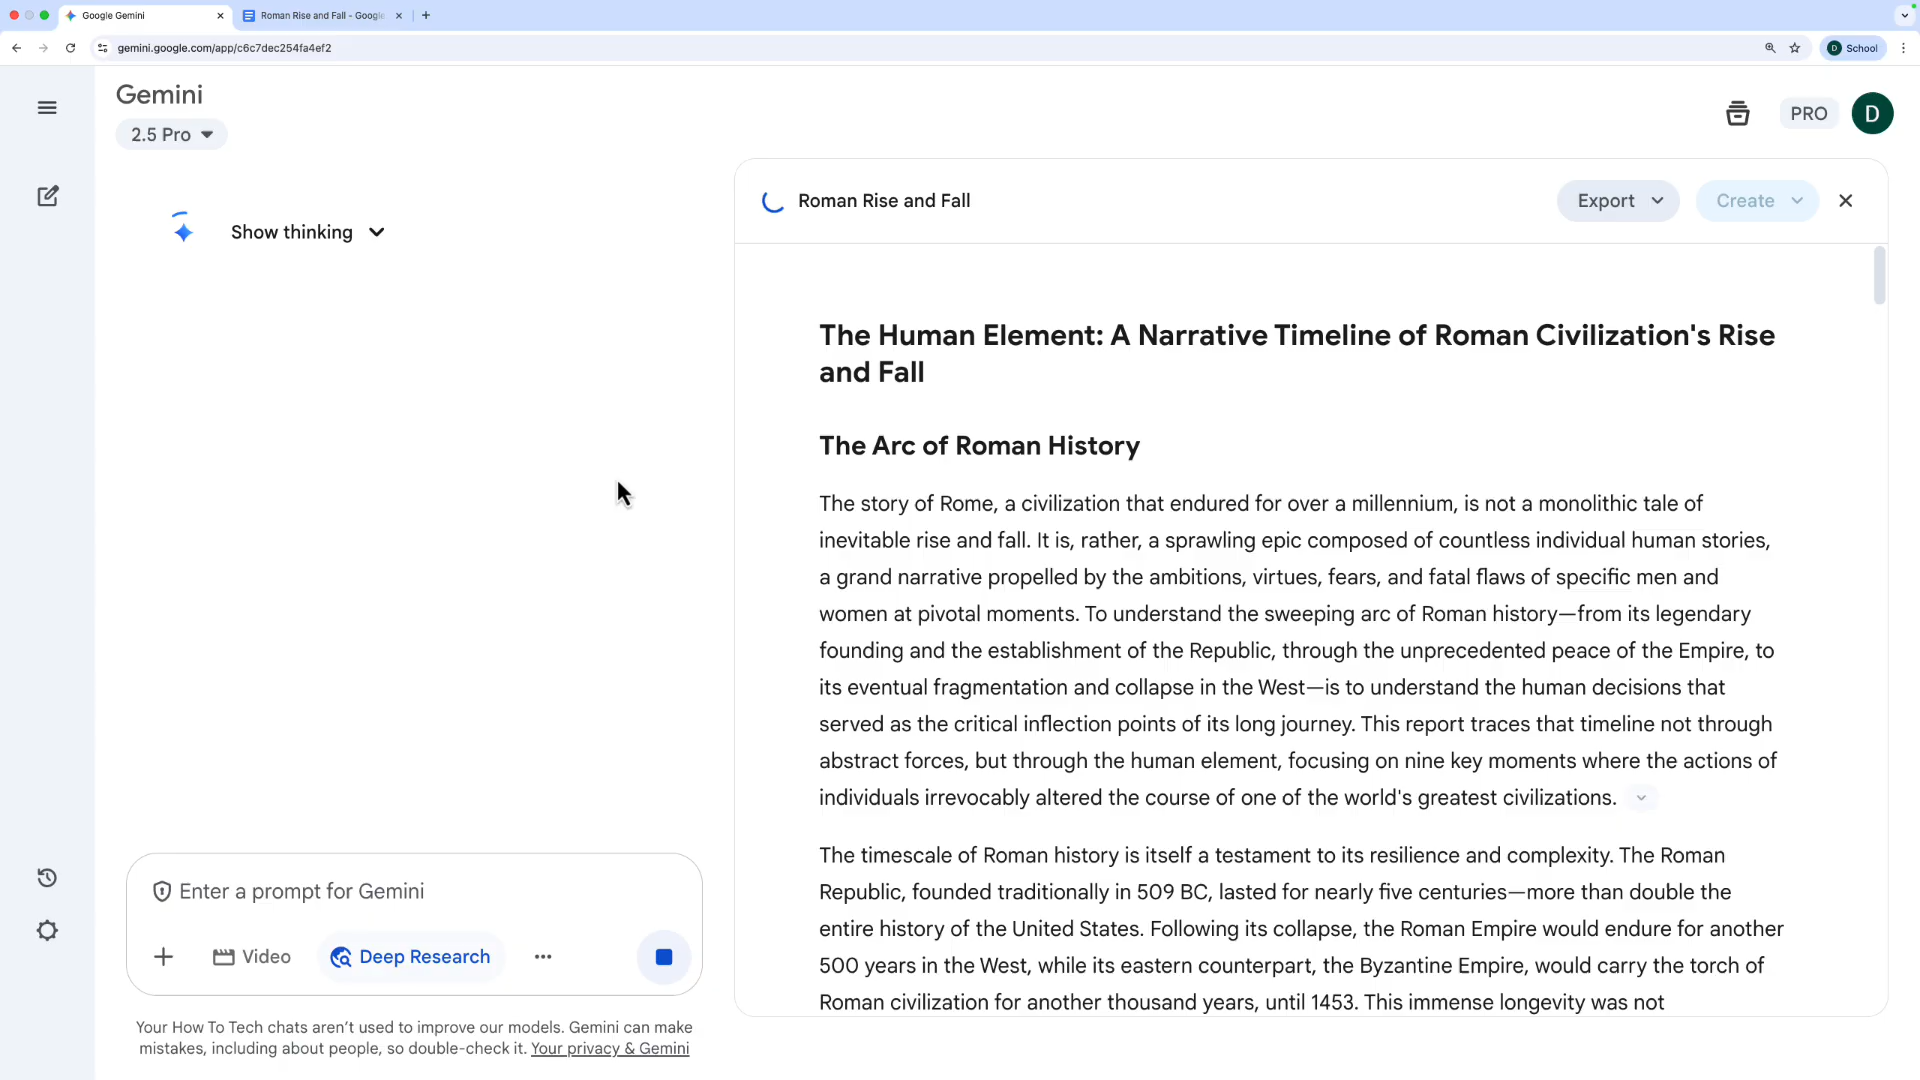 Google Gemini
Roman Rise and Fall - Google
gemini.google.com/app/c6c7dec254fa4ef2
D School
Gemini
2.5 Pro
PRO
D
Show thinking
Roman Rise and Fall
Export
Create
The Human Element: A Narrative Timeline of Roman Civilization's Rise
and Fall
The Arc of Roman History
The story of Rome, a civilization that endured for over a millennium, is not a monolithic tale of
inevitable rise and fall. It is, rather, a sprawling epic composed of countless individual human stories,
a grand narrative propelled by the ambitions, virtues, fears, and fatal flaws of specific men and
women at pivotal moments. To understand the sweeping arc of Roman history—from its legendary
founding and the establishment of the Republic, through the unprecedented peace of the Empire, to
its eventual fragmentation and collapse in the West—is to understand the human decisions that
served as the critical inflection points of its long journey. This report traces that timeline not through
abstract forces, but through the human element, focusing on nine key moments where the actions of
individuals irrevocably altered the course of one of the world's greatest civilizations.
The timescale of Roman history is itself a testament to its resilience and complexity. The Roman
Republic, founded traditionally in 509 BC, lasted for nearly five centuries—more than double the
entire history of the United States. Following its collapse, the Roman Empire would endure for another
500 years in the West, while its eastern counterpart, the Byzantine Empire, would carry the torch of
Roman civilization for another thousand years, until 1453. This immense longevity was not
Enter a prompt for Gemini
Video
Deep Research
Your How To Tech chats aren't used to improve our models. Gemini can make
mistakes, including about people, so double-check it. Your privacy & Gemini